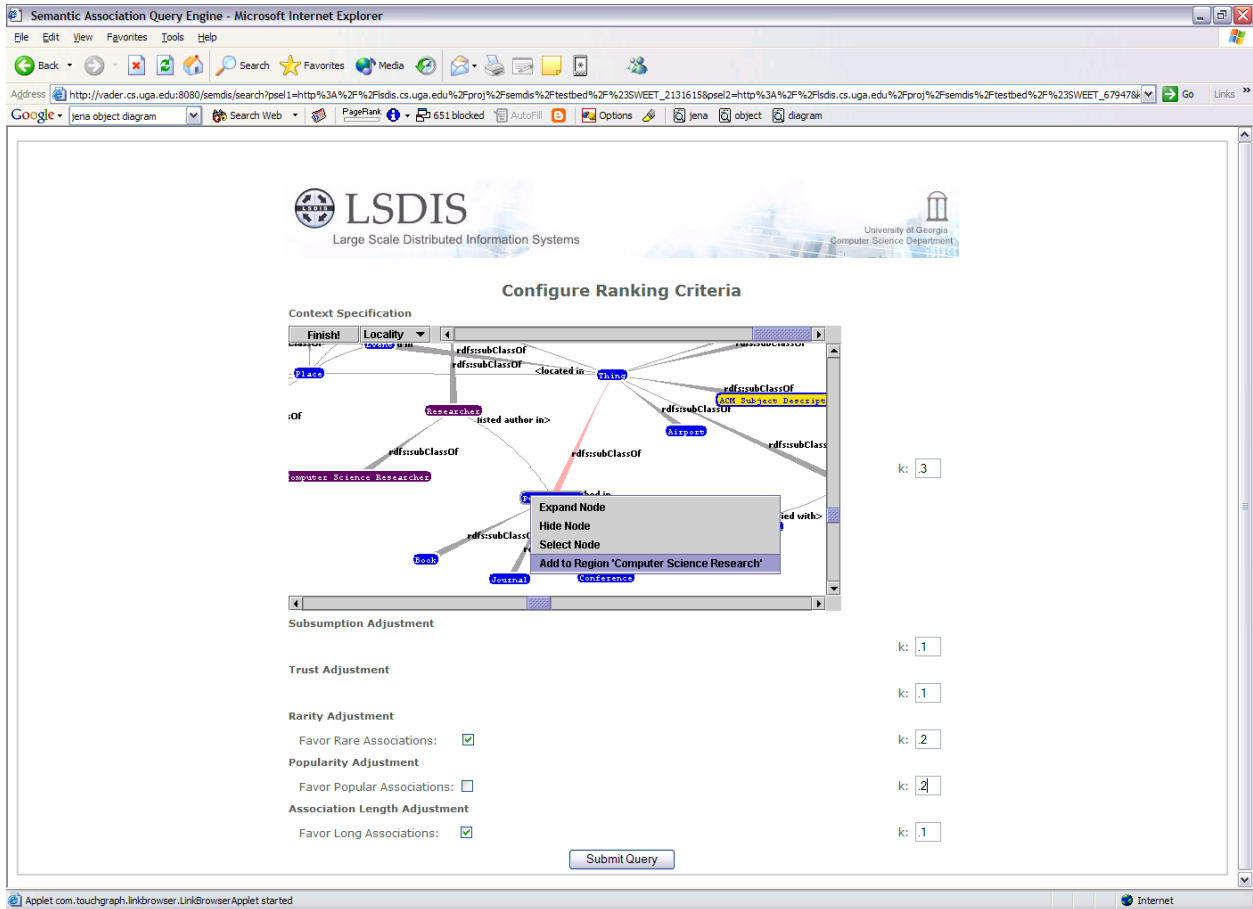 Semantic Association Query Engine - Microsoft Internet Explorer
File Edit View Favorites Tools Help
Back Search Favorites Media
Address http://vader.cs.uga.edu:8080/semdis/search?psel1=http%3A%2F%2Flsdis.cs.uga.edu%2Fproj%2Fsemdis%2Ftestbed%2F%23SWEET_2131615&psel2=http%3A%2F%2Flsdis.cs.uga.edu%2Fproj%2Fsemdis%2Ftestbed%2F%23SWEET_67947& Go Links »
Google jena object diagram Search Web PageRank 651 blocked AutoFill Options jena object diagram
LSDIS
Large Scale Distributed Information Systems
University of Georgia
Computer Science Department
Configure Ranking Criteria
Context Specification
Finish! Locality
rdfs:subClassOf
rdfs:subClassOf
Place
<located in
Thing
rdfs:subClassOf
ACM Subject Descript
Researcher
rdfs:subClassOf
listed author in>
Airport
rdfs:subClassOf
rdfs:subClassOf
rdfs:subClass
Computer Science Researcher
k: .3
Expand Node
Hide Node
Select Node
Add to Region 'Computer Science Research'
ied with>
rdfs:subClassO
Book
Journal
Conference
Subsumption Adjustment
k: .1
Trust Adjustment
k: .1
Rarity Adjustment
Favor Rare Associations: k: .2
Popularity Adjustment
Favor Popular Associations: k: .2
Association Length Adjustment
Favor Long Associations: k: .1
Submit Query
Applet com.touchgraph.linkbrowser.LinkBrowserApplet started Internet